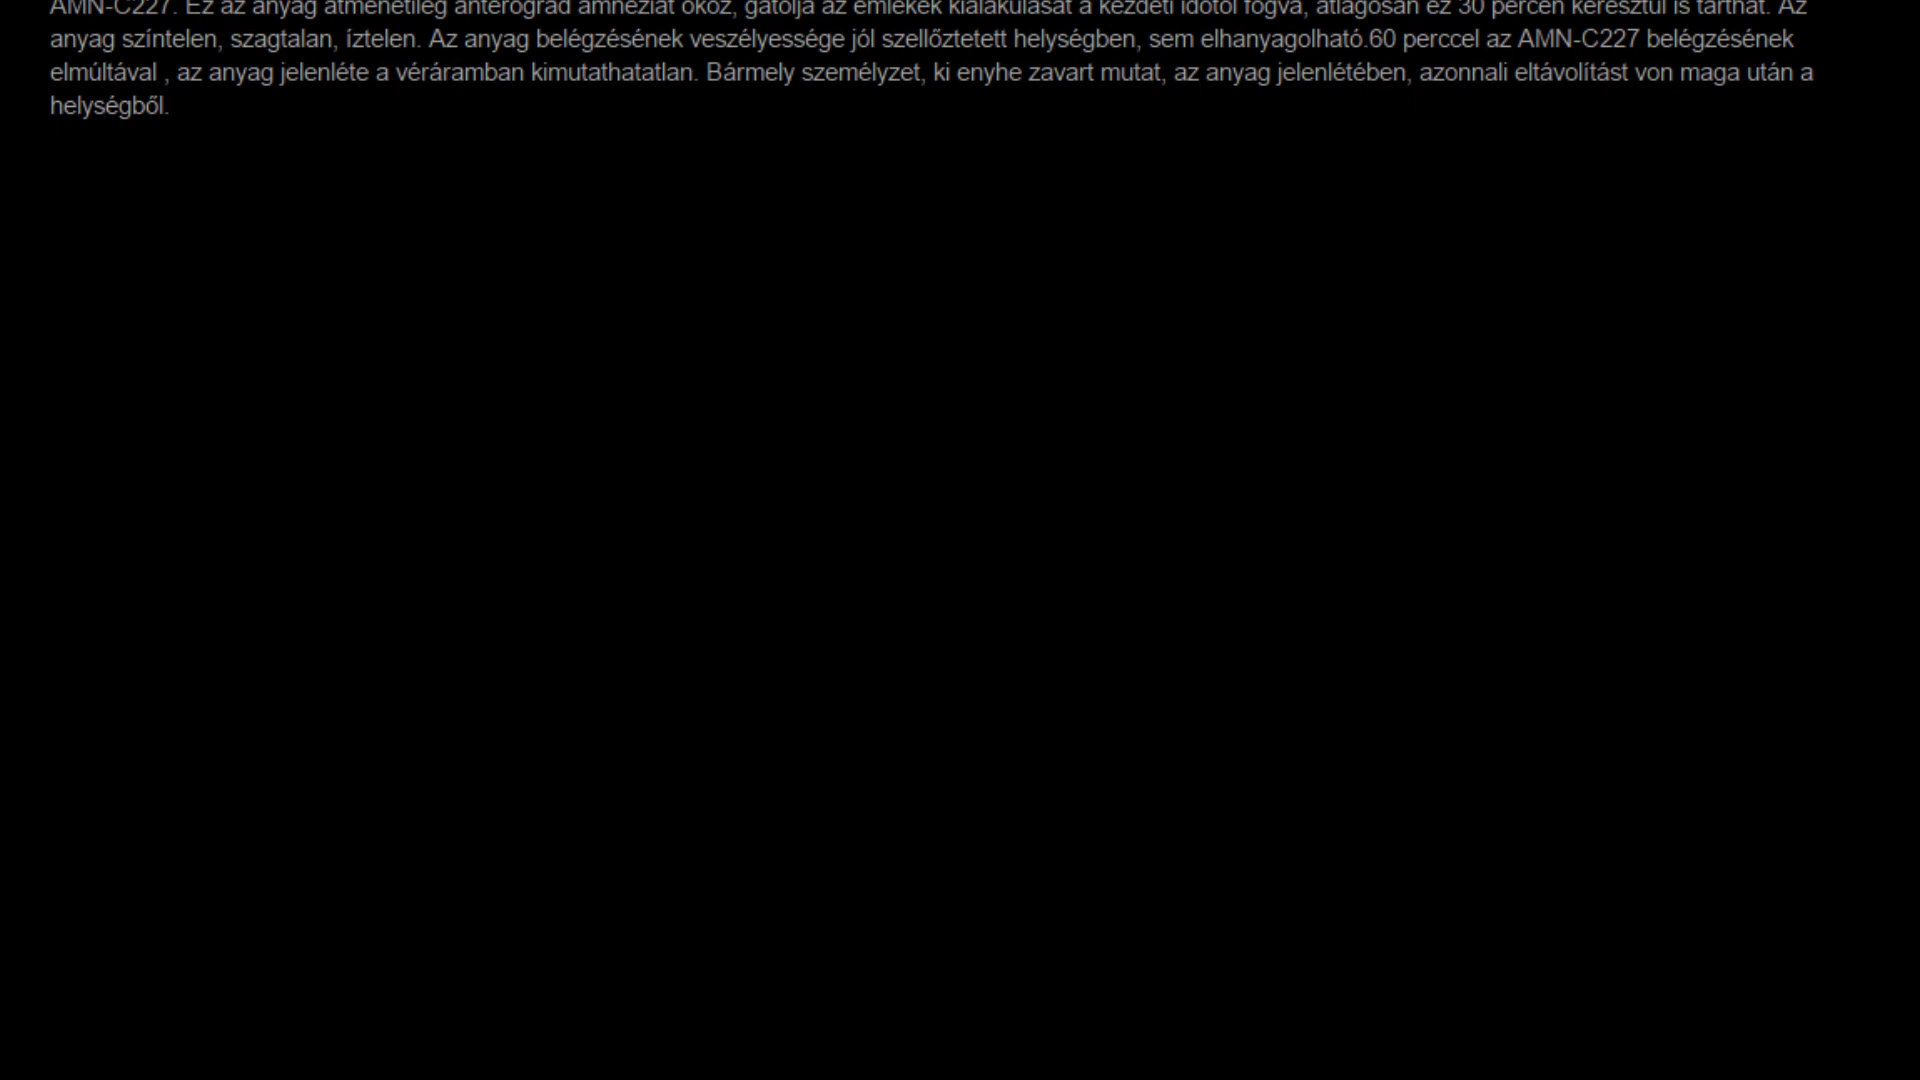 AMN-C227. Ez az anyag átmenetileg anterográd amnéziát okoz, gátolja az emlékek kialakulását a kezdeti időtől fogva, átlagosan ez 30 percen keresztül is tarthat. Az
anyag színtelen, szagtalan, íztelen. Az anyag belégzésének veszélyessége jól szellőztetett helységben, sem elhanyagolható.60 perccel az AMN-C227 belégzésének
elmúltával , az anyag jelenléte a véráramban kimutathatatlan. Bármely személyzet, ki enyhe zavart mutat, az anyag jelenlétében, azonnali eltávolítást von maga után a
helységből.